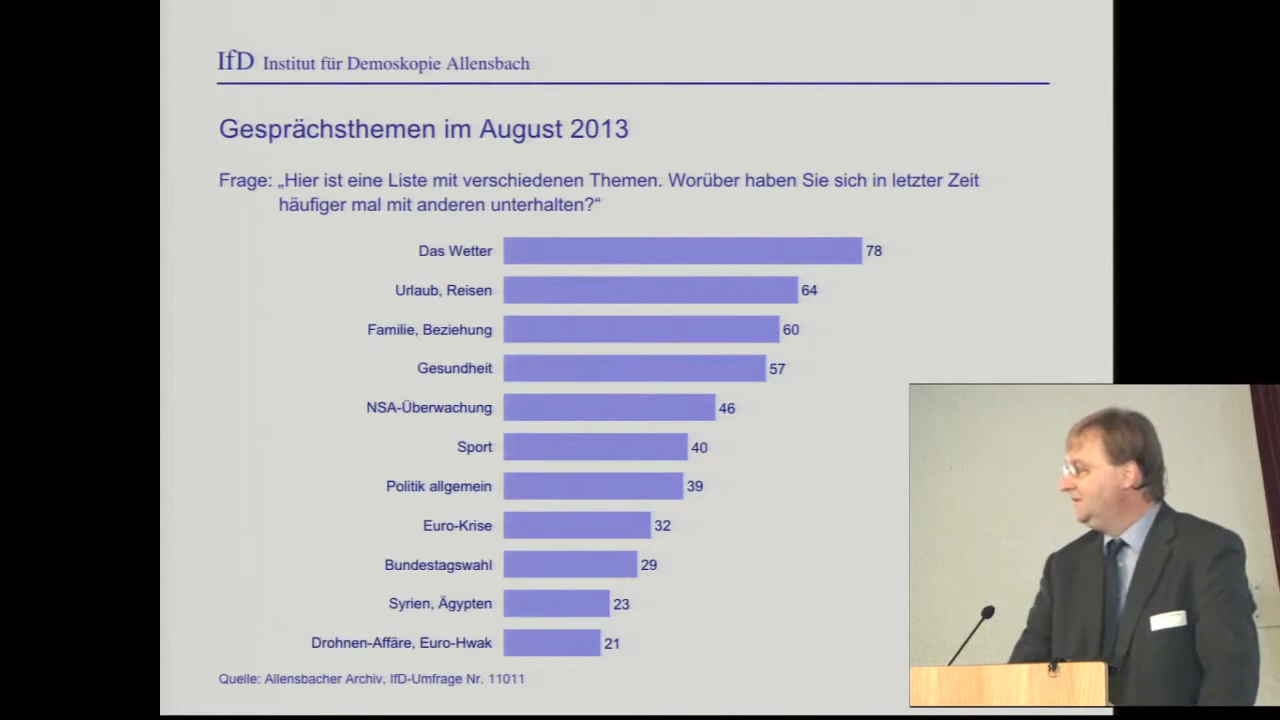 IfD Institut für Demoskopie Allensbach
Gesprächsthemen im August 2013
Frage: „Hier ist eine Liste mit verschiedenen Themen. Worüber haben Sie sich in letzter Zeit
häufiger mal mit anderen unterhalten?“
Das Wetter 78
Urlaub, Reisen 64
Familie, Beziehung 60
Gesundheit 57
NSA-Überwachung 46
Sport 40
Politik allgemein 39
Euro-Krise 32
Bundestagswahl 29
Syrien, Ägypten 23
Drohnen-Affäre, Euro-Hwak 21
Quelle: Allensbacher Archiv, IfD-Umfrage Nr. 11011